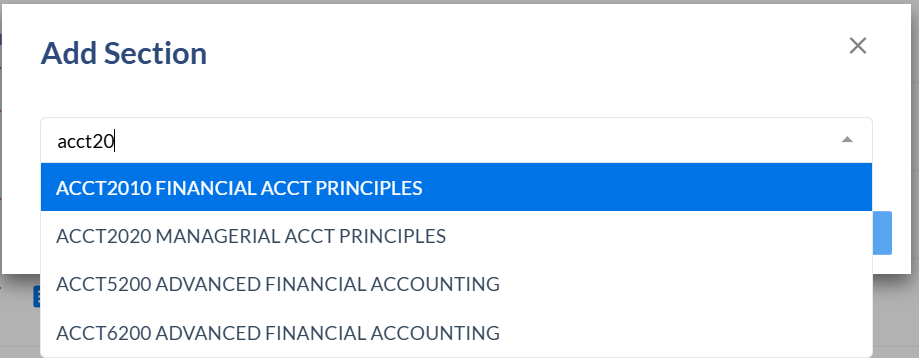 Add Section
acct20
ACCT2010 FINANCIAL ACCT PRINCIPLES
ACCT2020 MANAGERIAL ACCT PRINCIPLES
ACCT5200 ADVANCED FINANCIAL ACCOUNTING
ACCT6200 ADVANCED FINANCIAL ACCOUNTING